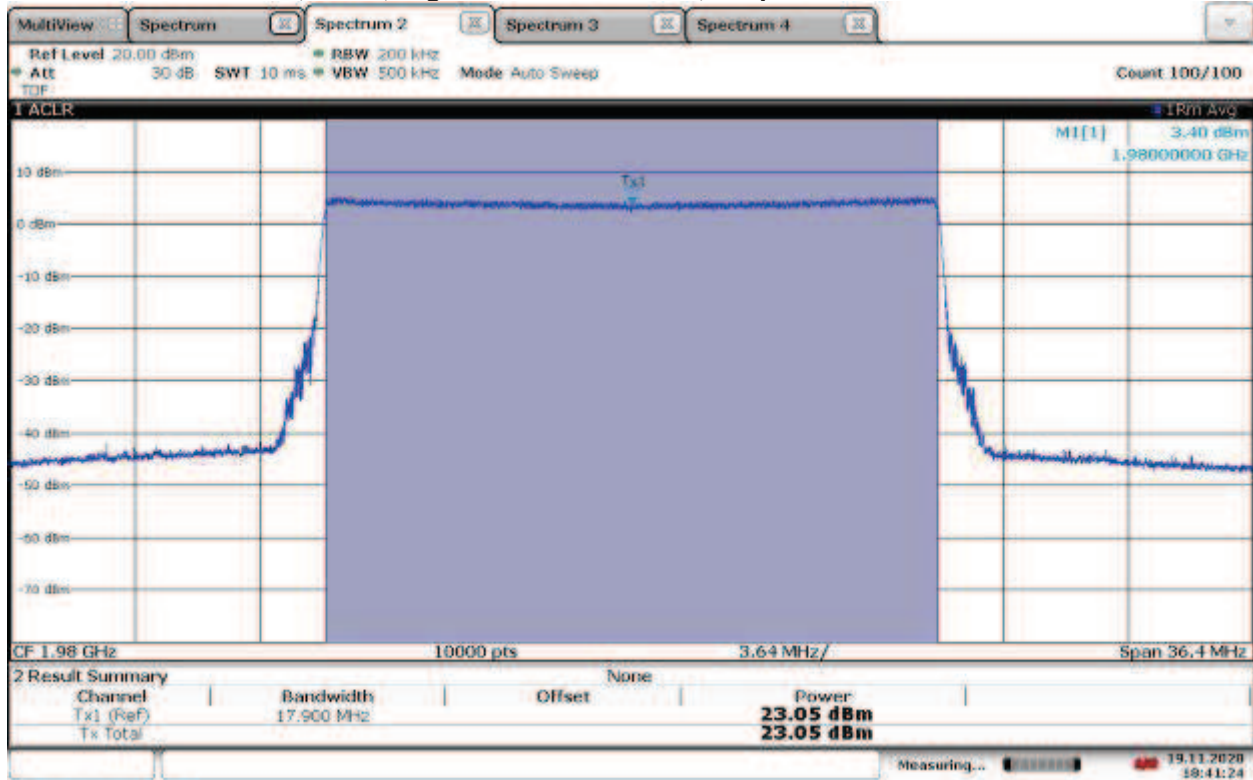 MultiView Spectrum Spectrum 2 Spectrum 3 Spectrum 4
Ref Level 20.00 dBm RBW 200 kHz
Att 30 dB SWT 10 ms VBW 500 kHz Mode Auto Sweep Count 100/100
TDF
1 ACLR 1Rm Avg
M1[1] 3.40 dBm
1.98000000 GHz
10 dBm
Tx1
0 dBm
-10 dBm
-20 dBm
-30 dBm
-40 dBm
-50 dBm
-60 dBm
-70 dBm
CF 1.98 GHz 10000 pts 3.64 MHz/ Span 36.4 MHz
2 Result Summary None
Channel Bandwidth Offset Power
Tx1 (Ref) 17.900 MHz 23.05 dBm
Tx Total 23.05 dBm
Measuring... 19.11.2020
18:41:24